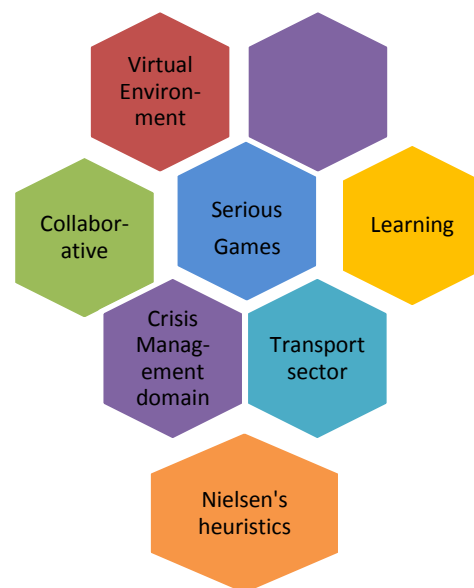 Virtual
Environ-
ment
Serious
Games
Collabor-
ative
Learning
Crisis
Manag-
ement
domain
Transport
sector
Nielsen's
heuristics